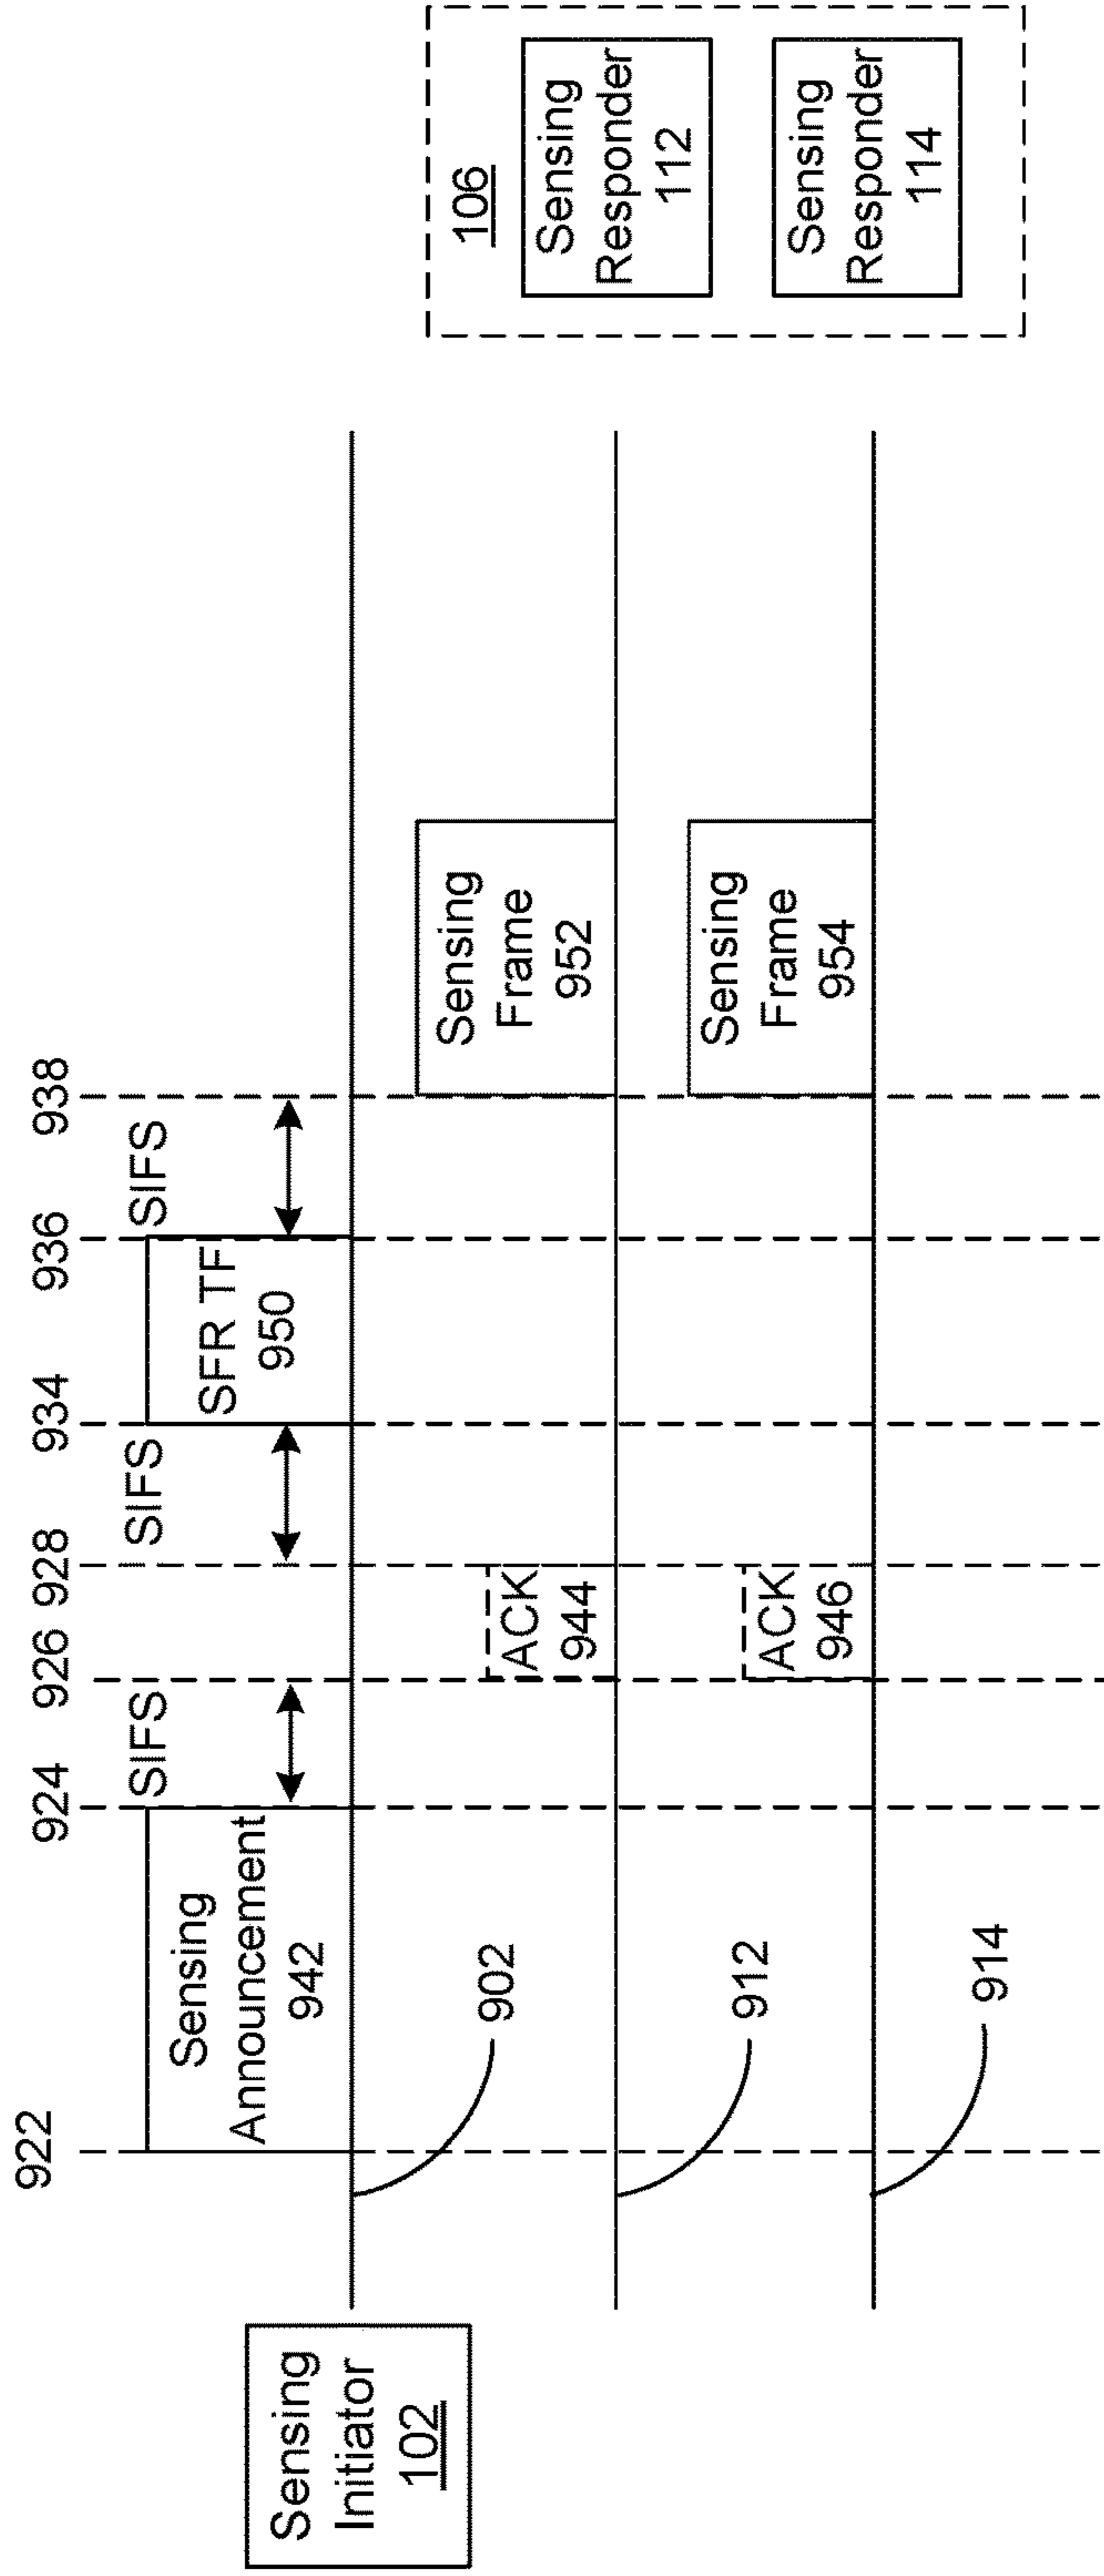 922
924
926
928
934
936
938
SIFS
SIFS
SIFS
Sensing
Announcement
942
SFR TF
950
Sensing
Initiator
102
902
ACK
944
Sensing
Frame
952
912
ACK
946
Sensing
Frame
954
914
106
Sensing
Responder
112
Sensing
Responder
114